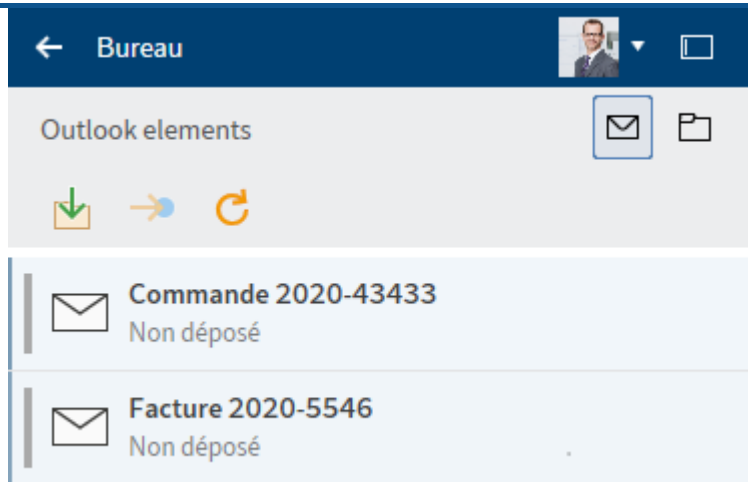 Bureau
Outlook elements
Commande 2020-43433
Non déposé
Facture 2020-5546
Non déposé